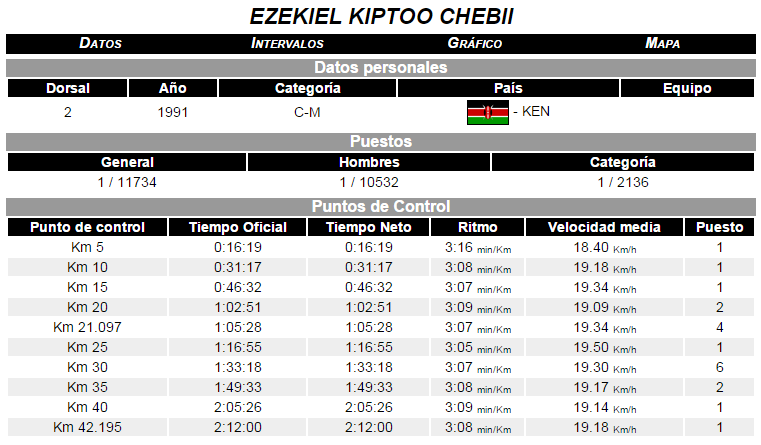 EZEKIEL KIPTOO CHEBII
DATOS INTERVALOS GRÁFICO MAPA
Datos personales
Dorsal Año Categoría País Equipo
2 1991 C-M - KEN
Puestos
General Hombres Categoría
1 / 11734 1 / 10532 1 / 2136
Puntos de Control
Punto de control Tiempo Oficial Tiempo Neto Ritmo Velocidad media Puesto
Km 5 0:16:19 0:16:19 3:16 min/Km 18.40 Km/h 1
Km 10 0:31:17 0:31:17 3:08 min/Km 19.18 Km/h 1
Km 15 0:46:32 0:46:32 3:07 min/Km 19.34 Km/h 1
Km 20 1:02:51 1:02:51 3:09 min/Km 19.09 Km/h 2
Km 21.097 1:05:28 1:05:28 3:07 min/Km 19.34 Km/h 4
Km 25 1:16:55 1:16:55 3:05 min/Km 19.50 Km/h 1
Km 30 1:33:18 1:33:18 3:07 min/Km 19.30 Km/h 6
Km 35 1:49:33 1:49:33 3:08 min/Km 19.17 Km/h 2
Km 40 2:05:26 2:05:26 3:09 min/Km 19.14 Km/h 1
Km 42.195 2:12:00 2:12:00 3:08 min/Km 19.18 Km/h 1